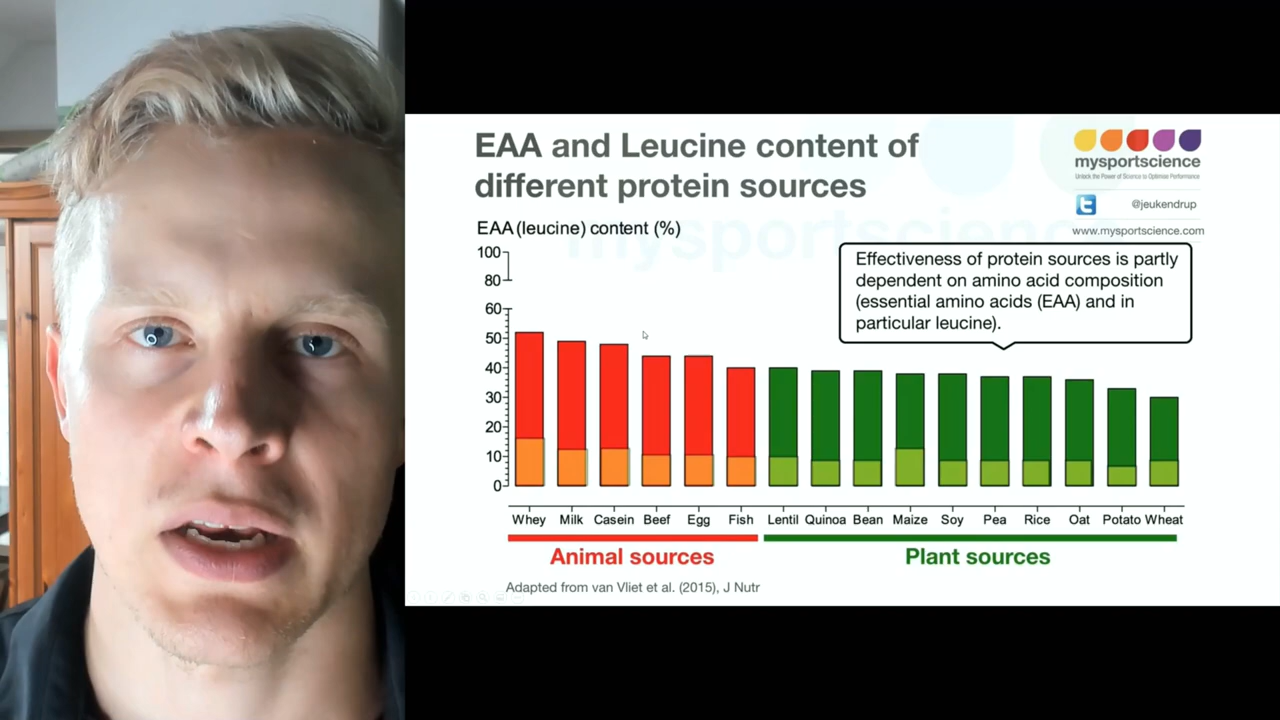 EAA and Leucine content of
different protein sources
mysportscience
Unlock the Power of Science to Optimise Performance
@jeukendrup
www.mysportscience.com
mysportscience
EAA (leucine) content (%)
Effectiveness of protein sources is partly
dependent on amino acid composition
(essential amino acids (EAA) and in
particular leucine).
100
80
60
50
40
30
20
10
0
Whey Milk Casein Beef Egg Fish Lentil Quinoa Bean Maize Soy Pea Rice Oat Potato Wheat
Animal sources Plant sources
Adapted from van Vliet et al. (2015), J Nutr